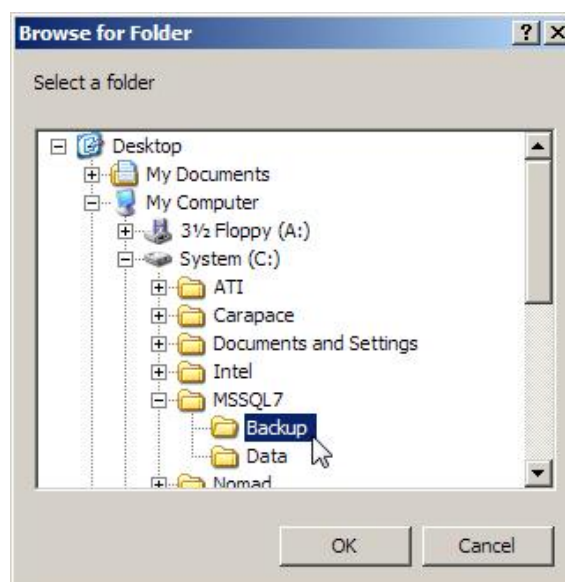 Browse for Folder
Select a folder
Desktop
My Documents
My Computer
3½ Floppy (A:)
System (C:)
ATI
Carapace
Documents and Settings
Intel
MSSQL7
Backup
Data
Nomad
OK Cancel